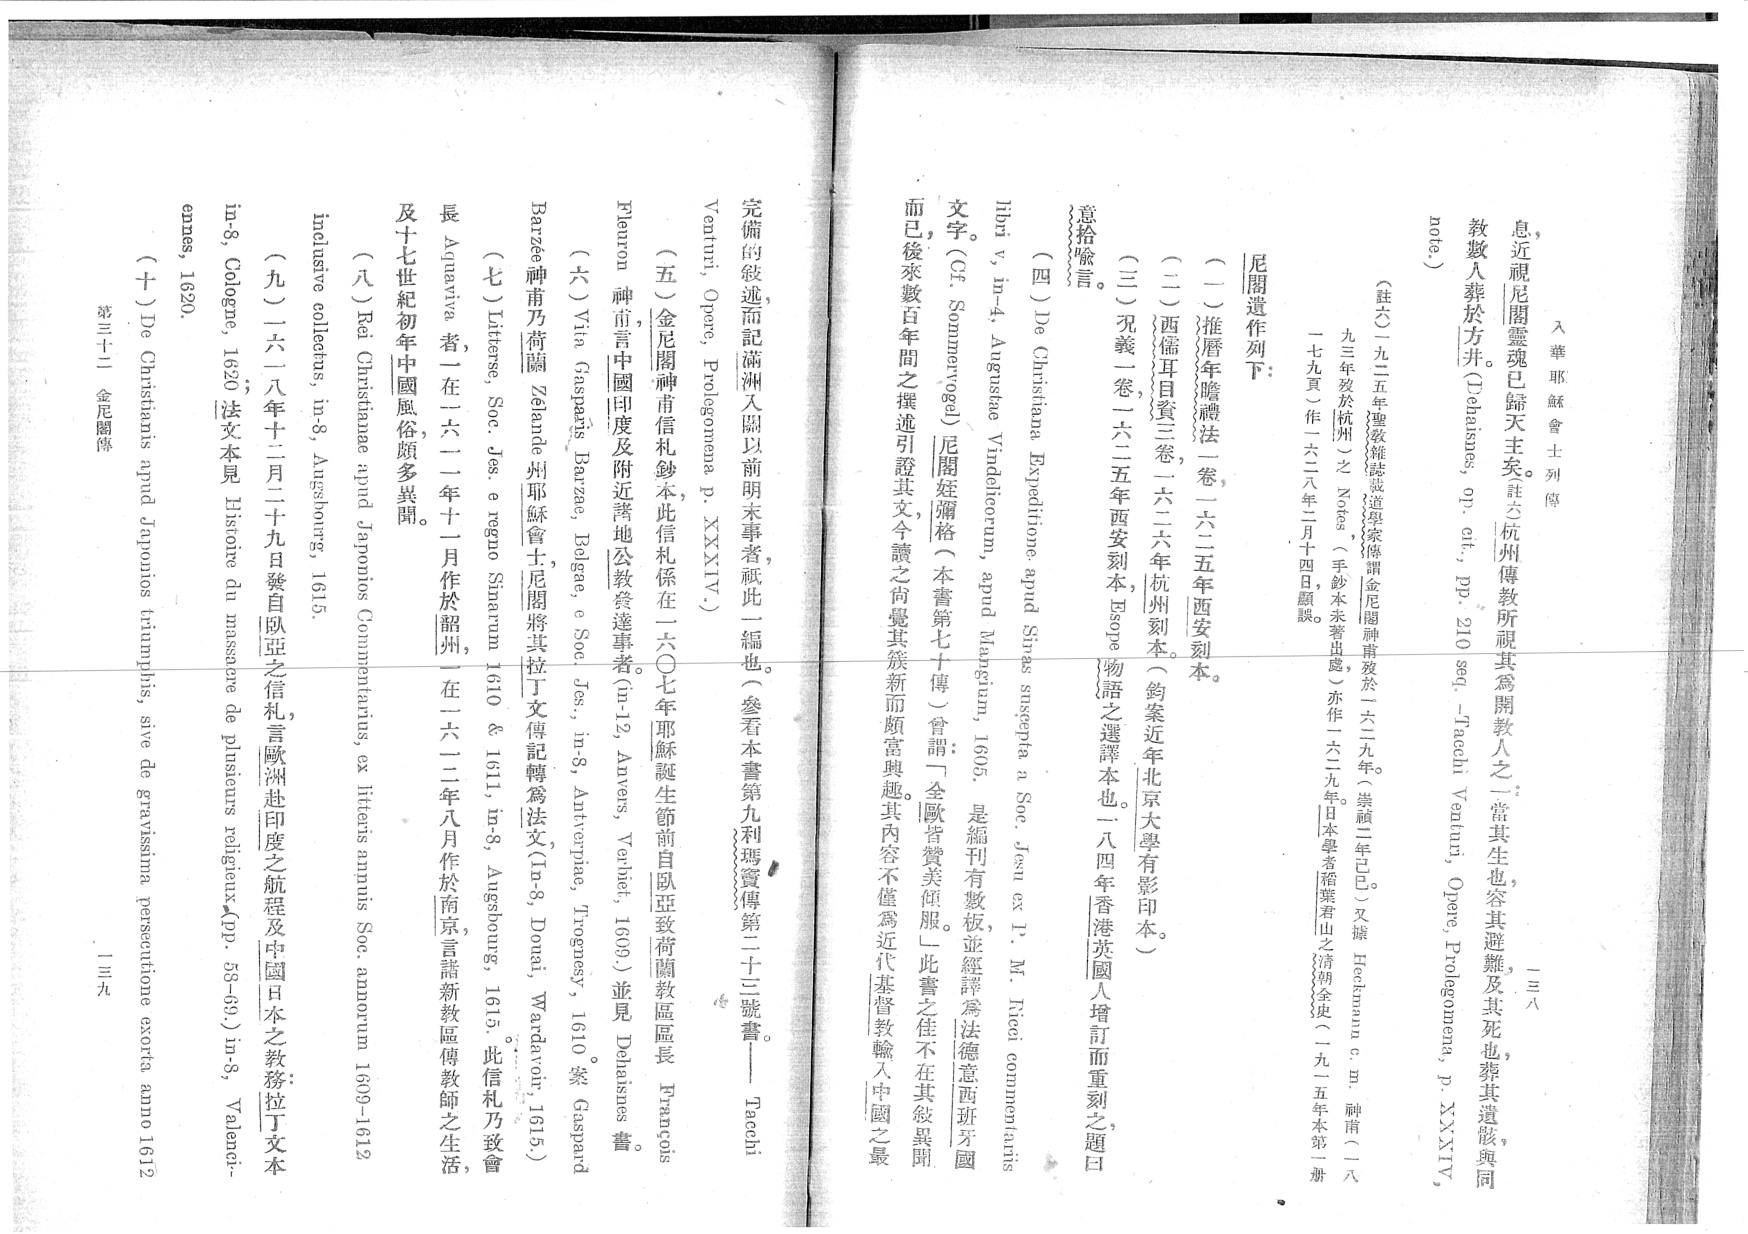 入華耶穌會士列傳
一三八
息,近視尼閣靈魂已歸天主矣。(註六)杭州傳教所視其爲開教人之一:當其生也,容其避難,及其死也,葬其遺骸,與同
教數人葬於方井。(Dehaisnes, op. cit., pp. 210 seq. –Tacchi Venturi, Opere, Prolegomena, p. XXXIV,
note.)
(註六)一九二五年聖教雜誌載道學家傳謂金尼閣神甫歿於一六二九年。(崇禎二年己巳。)又據 Heckmann c. m. 神甫(一八
九三年歿於杭州)之 Notes,(手鈔本未著出處,)亦作一六二九年。日本學者稻葉君山之清朝全史(一九一五年本第一册
一七九頁)作一六二八年二月十四日,顯誤。
尼閣遺作列下:
(一)推曆年瞻禮法一卷,一六二五年西安刻本。
(二)西儒耳目資三卷,一六二六年杭州刻本。(鈞案近年北京大學有影印本。)
(三)況義一卷,一六二五年西安刻本,Esope 物語之選譯本也。一八四年香港英國人增訂而重刻之,題曰
意拾喻言。
(四)De Christiana Expeditione apud Sinas suscepta a Soc. Jesu ex P. M. Ricci commentariis
libri v, in-4, Augustae Vindelicorum, apud Mangium, 1605. 是編刊有數板,並經譯爲法德意西班牙國
文字。(Cf. Sommervogel) 尼閣姪彌格(本書第七十傳)曾謂:「全歐皆贊美傾服。」此書之佳不在其敍異聞
而已,後來數百年間之撰述引證其文,今讀之尙覺其簇新而頗富興趣。其內容不僅爲近代基督教輸入中國之最
完備的敍述,而記滿洲入關以前明末事者,祇此一編也。(參看本書第九利瑪竇傳第二十三號書。—— Tacchi
Venturi, Opere, Prolegomena p. XXXIV.)
(五)金尼閣神甫信札鈔本,此信札係在一六〇七年耶穌誕生節前自臥亞致荷蘭教區區長 François
Fleuron 神甫,言中國印度及附近諸地公教發達事者。(in-12, Anvers, Verbiet, 1609.) 並見 Dehaisnes 書。
(六)Vita Gasparis Barzae, Belgae, e Soc. Jes., in-8, Antverpiae, Trognesy, 1610。案 Gaspard
Barzée 神甫乃荷蘭 Zélande 州耶穌會士,尼閣將其拉丁文傳記轉爲法文,(In-8, Douai, Wardavoir, 1615.)
(七)Litterse, Soc. Jes. e regno Sinarum 1610 & 1611, in-8, Augsbourg, 1615。此信札乃致會
長 Aquaviva 者,一在一六一一年十一月作於韶州,一在一六一二年八月作於南京,言諸新教區傳教師之生活,
及十七世紀初年中國風俗,頗多異聞。
(八)Rei Christianae apud Japonios Commentarius, ex litteris annuis Soc. annorum 1609-1612
inclusive collectus, in-8, Augsbourg, 1615.
(九)一六一八年十二月二十九日發自臥亞之信札,言歐洲赴印度之航程及中國日本之教務:拉丁文本
in-8, Cologne, 1620; 法文本見 Histoire du massacre de plusieurs religieux, (pp. 58-69.) in-8, Valenci-
ennes, 1620.
(十)De Christianis apud Japonios triumphis, sive de gravissima persecutione exorta anno 1612
第三十二 金尼閣傳
一三九